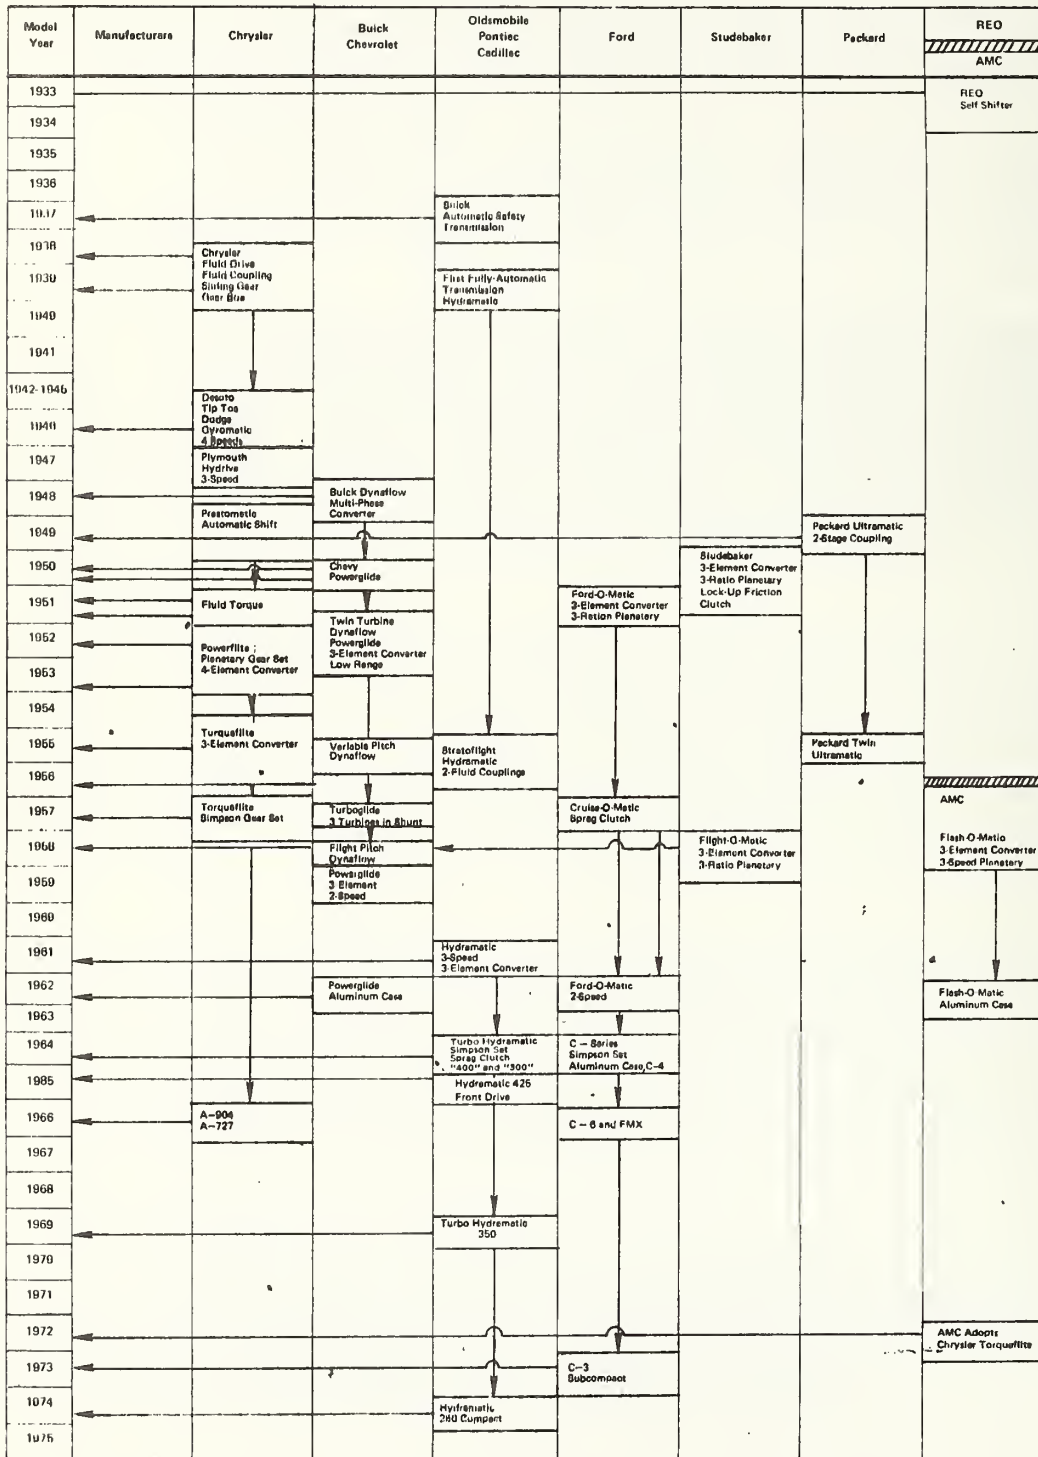 Model
Year
Manufacturers
Chrysler
Buick
Chevrolet
Oldsmobile
Pontiac
Cadillac
Ford
Studebaker
Packard
REO
AMC
1933
1934
1935
1936
1937
1938
1939
1940
1941
1942-1945
1946
1947
1948
1949
1950
1951
1952
1953
1954
1955
1956
1957
1958
1959
1960
1961
1962
1963
1964
1985
1966
1967
1968
1969
1970
1971
1972
1973
1974
1975
Chrysler
Fluid Drive
Fluid Coupling
Sliding Gear
Gear Box
Desoto
Tip Toe
Dodge
Gyromatic
4 Speeds
Plymouth
Hydrive
3-Speed
Prestomatic
Automatic Shift
Fluid Torque
Powerflite ;
Planetary Gear Set
4-Element Converter
Turqueflite
3-Element Converter
Torqueflite
Simpson Gear Set
A-904
A-727
Buick Dynaflow
Multi-Phase
Converter
Chevy
Powerglide
Twin Turbine
Dynaflow
Powerglide
3-Element Converter
Low Range
Variable Pitch
Dynaflow
Turboglide
3 Turbines in Shunt
Flight Pitch
Dynaflow
Powerglide
3 Element
2-Speed
Powerglide
Aluminum Case
Buick
Automatic Safety
Transmission
First Fully-Automatic
Transmission
Hydramatic
Stratoflight
Hydramatic
2-Fluid Couplings
Hydramatic
3-Speed
3-Element Converter
Turbo Hydramatic
Simpson Set
Sprag Clutch
"400" and "300"
Hydramatic 425
Front Drive
Turbo Hydramatic
350
Hydramatic
280 Compact
Ford-O-Matic
3-Element Converter
3-Ration Planetary
Cruise-O-Matic
Sprag Clutch
Ford-O-Matic
2-Speed
C - Series
Simpson Set
Aluminum Case, C-4
C - 6 and FMX
C-3
Subcompact
Studebaker
3-Element Converter
3-Ratio Planetary
Lock-Up Friction
Clutch
Flight-O-Matic
3-Element Converter
3-Ratio Planetary
Packard Ultramatic
2-Stage Coupling
Packard Twin
Ultramatic
REO
Self Shifter
AMC
Flash-O-Matic
3-Element Converter
3-Speed Planetary
Flash-O-Matic
Aluminum Case
AMC Adopts
Chrysler Torqueflite